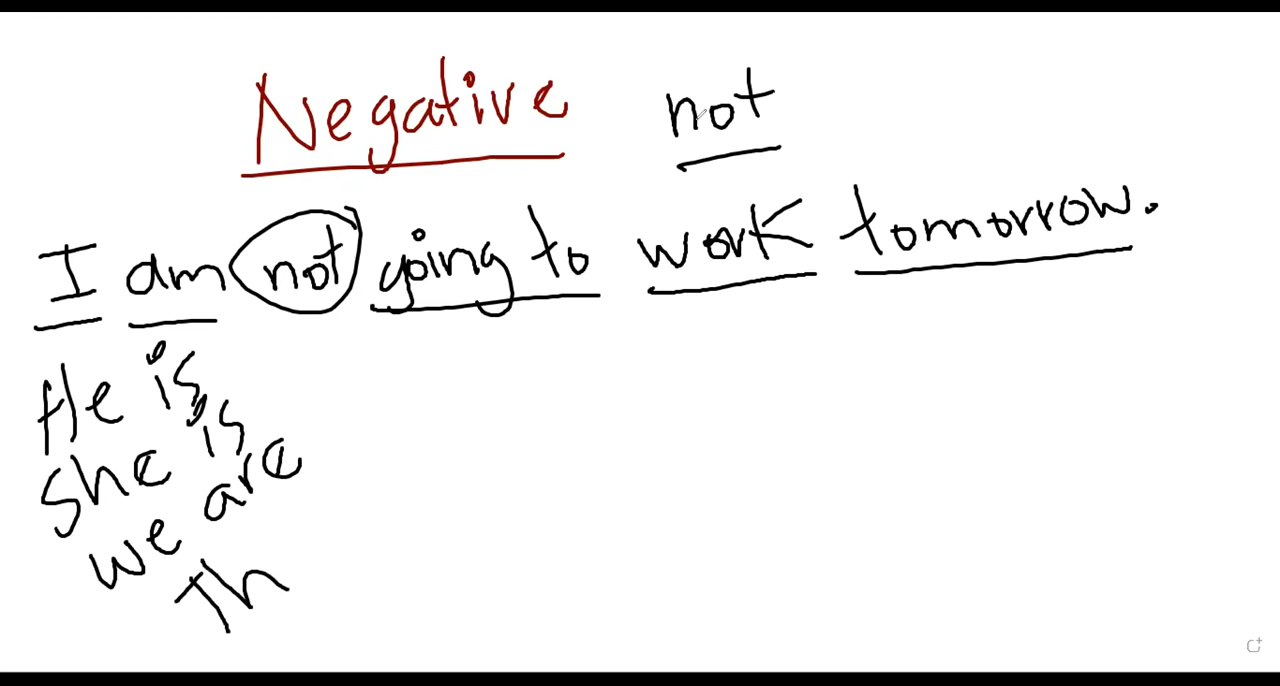 Negative not
I am not going to work tomorrow.
He is
she is
we are
Th